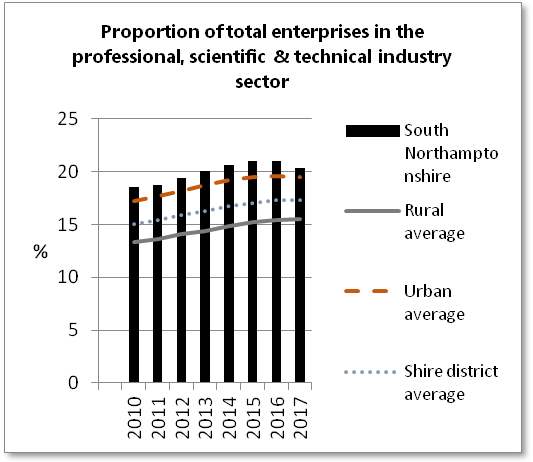 Proportion of total enterprises in the
professional, scientific & technical industry
sector
25
20
15
10
5
0
%
2010
2011
2012
2013
2014
2015
2016
2017
South
Northampto
nshire
Rural
average
Urban
average
Shire district
average